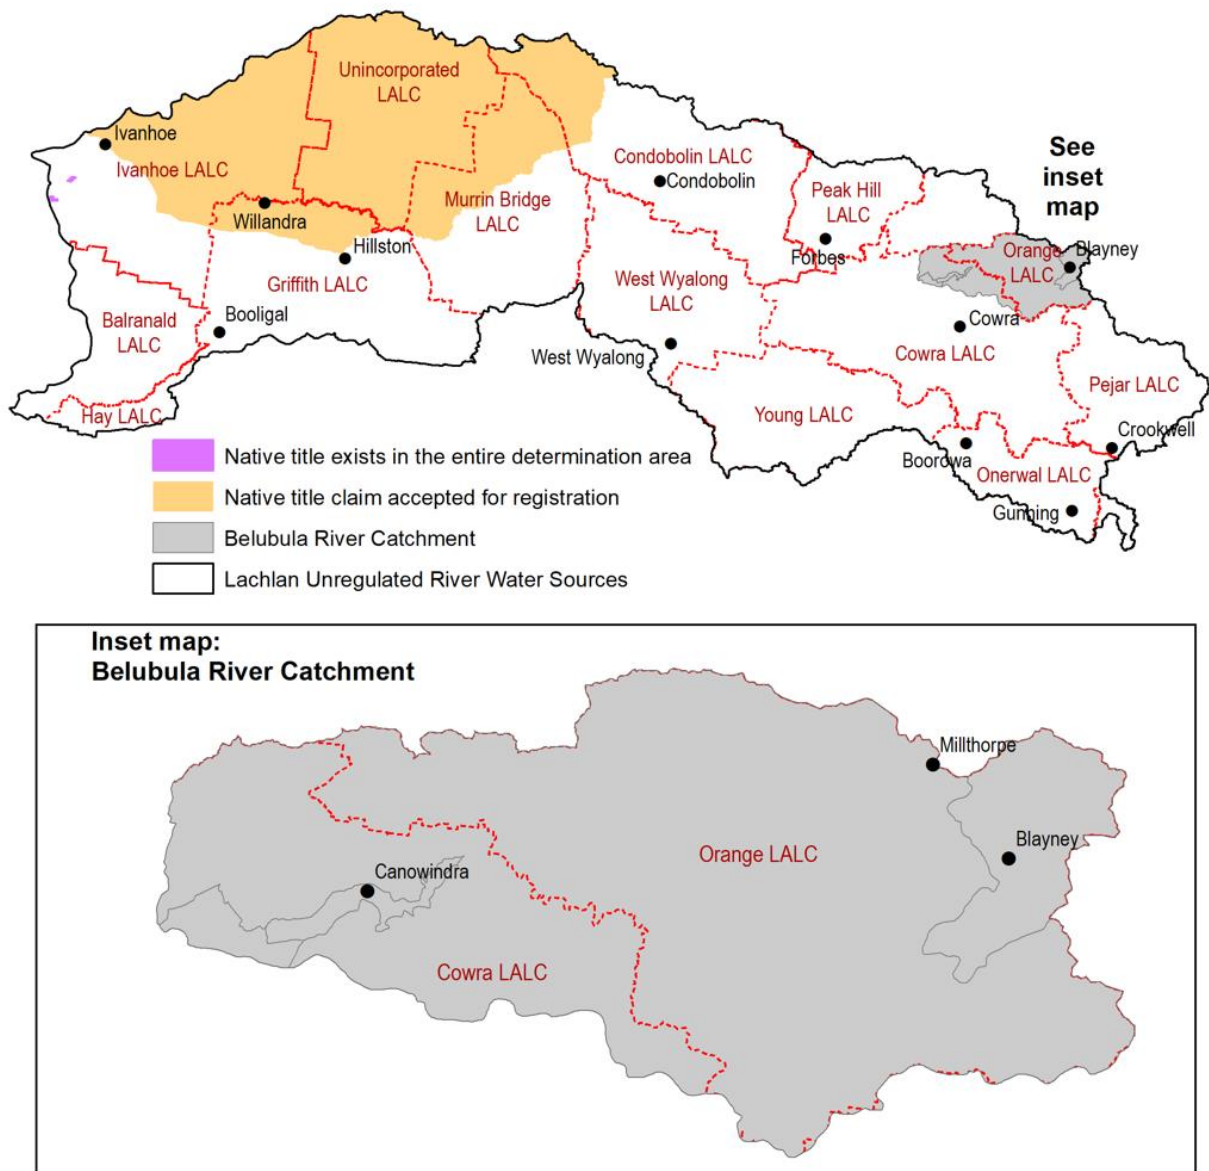 Unincorporated
LALC
Ivanhoe
Ivanhoe LALC
Condobolin LALC
Condobolin
See
inset
map
Peak Hill
LALC
Murrin Bridge
LALC
Willandra
Hillston
Forbes
Orange
LALC
Blayney
Griffith LALC
West Wyalong
LALC
Balranald
LALC
Booligal
Cowra
Cowra LALC
West Wyalong
Pejar LALC
Hay LALC
Young LALC
Crookwell
Boorowa
Onerwal LALC
Gunning
Native title exists in the entire determination area
Native title claim accepted for registration
Belubula River Catchment
Lachlan Unregulated River Water Sources
Inset map:
Belubula River Catchment
Millthorpe
Orange LALC
Blayney
Canowindra
Cowra LALC